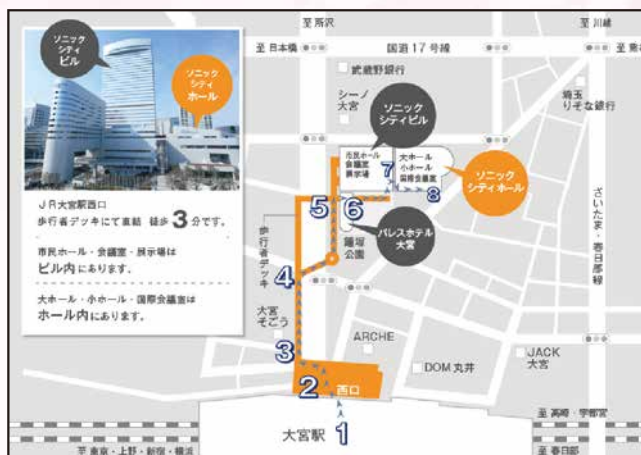 ソニック
シティ
ビル
ソニック
シティ
ホール
JR大宮駅西口
歩行者デッキにて直結 徒歩 3 分です。
市民ホール・会議室・展示場は
ビル内にあります。
大ホール・小ホール・国際会議室は
ホール内にあります。
至 所沢
至 川越
至 日本橋
国道17号線
至 熊谷
武蔵野銀行
シーノ
大宮
ソニック
シティビル
埼玉
りそな銀行
市民ホール
会議室
展示場
7
大ホール
小ホール
国際会議室
8
ソニック
シティホール
5
6
パレスホテル
大宮
鐘塚
公園
歩行者デッキ
4
さいたま・春日部線
大宮
そごう
ARCHE
3
DOM 丸井
JACK
大宮
2
西口
1
大宮駅
至 高崎・宇都宮
至 東京・上野・新宿・横浜
至 春日部